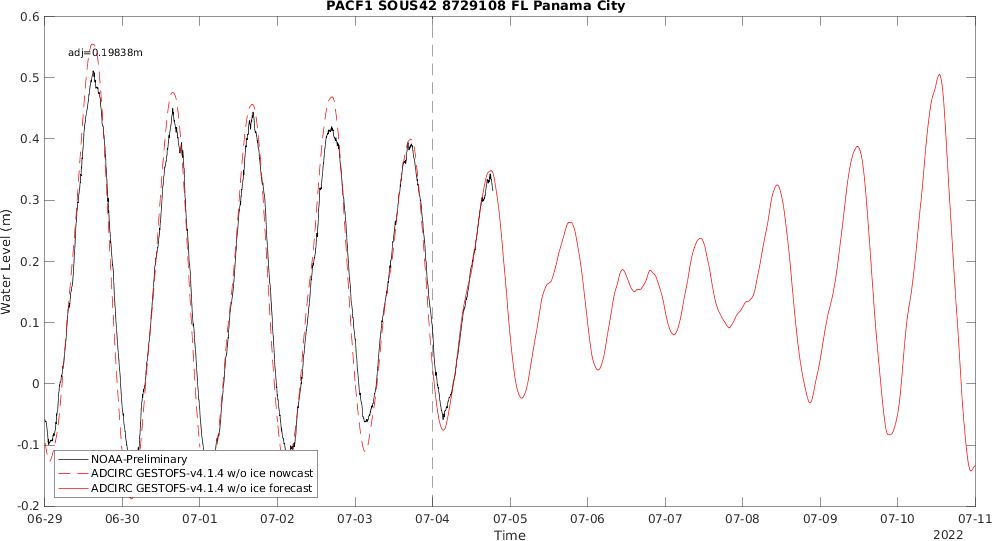 PACF1 SOUS42 8729108 FL Panama City
adj=0.19838m
0.6
0.5
0.4
0.3
0.2
0.1
0
-0.1
-0.2
Water Level (m)
NOAA-Preliminary
ADCIRC GESTOFS-v4.1.4 w/o ice nowcast
ADCIRC GESTOFS-v4.1.4 w/o ice forecast
06-29 06-30 07-01 07-02 07-03 07-04 07-05 07-06 07-07 07-08 07-09 07-10 07-11
Time
2022